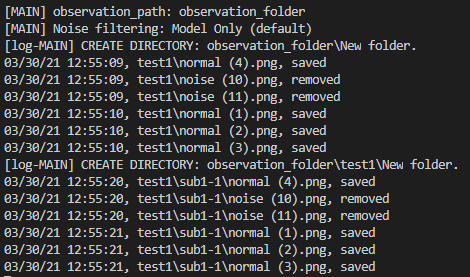 [MAIN] observation_path: observation_folder
[MAIN] Noise filtering: Model Only (default)
[log-MAIN] CREATE DIRECTORY: observation_folder\New folder.
03/30/21 12:55:09, test1\normal (4).png, saved
03/30/21 12:55:09, test1\noise (10).png, removed
03/30/21 12:55:09, test1\noise (11).png, removed
03/30/21 12:55:10, test1\normal (1).png, saved
03/30/21 12:55:10, test1\normal (2).png, saved
03/30/21 12:55:10, test1\normal (3).png, saved
[log-MAIN] CREATE DIRECTORY: observation_folder\test1\New folder.
03/30/21 12:55:20, test1\sub1-1\normal (4).png, saved
03/30/21 12:55:20, test1\sub1-1\noise (10).png, removed
03/30/21 12:55:20, test1\sub1-1\noise (11).png, removed
03/30/21 12:55:21, test1\sub1-1\normal (1).png, saved
03/30/21 12:55:21, test1\sub1-1\normal (2).png, saved
03/30/21 12:55:21, test1\sub1-1\normal (3).png, saved